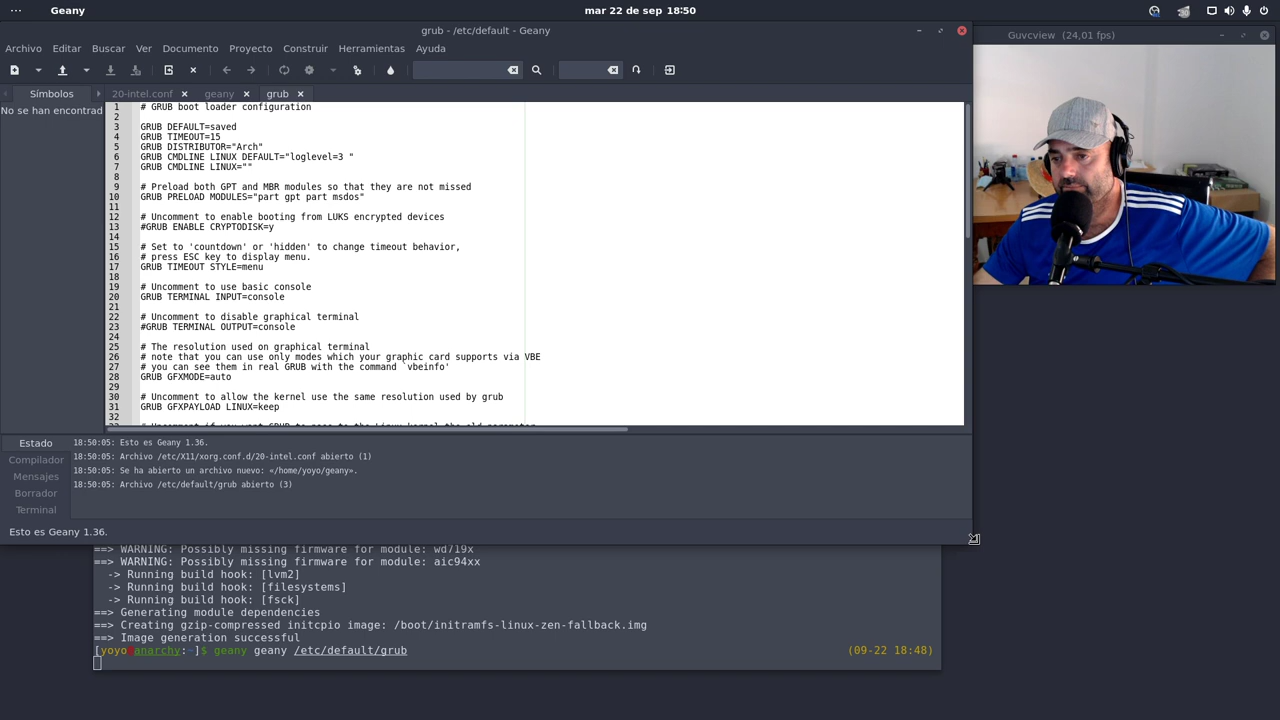 Geany
mar 22 de sep 18:50
grub - /etc/default - Geany
Guvcview (24,01 fps)
Archivo Editar Buscar Ver Documento Proyecto Construir Herramientas Ayuda
Símbolos
20-intel.conf
geany
grub
No se han encontrad
1 # GRUB boot loader configuration
2
3 GRUB DEFAULT=saved
4 GRUB TIMEOUT=15
5 GRUB DISTRIBUTOR="Arch"
6 GRUB CMDLINE LINUX DEFAULT="loglevel=3 "
7 GRUB CMDLINE LINUX=""
8
9 # Preload both GPT and MBR modules so that they are not missed
10 GRUB PRELOAD MODULES="part gpt part msdos"
11
12 # Uncomment to enable booting from LUKS encrypted devices
13 #GRUB ENABLE CRYPTODISK=y
14
15 # Set to 'countdown' or 'hidden' to change timeout behavior,
16 # press ESC key to display menu.
17 GRUB TIMEOUT STYLE=menu
18
19 # Uncomment to use basic console
20 GRUB TERMINAL INPUT=console
21
22 # Uncomment to disable graphical terminal
23 #GRUB TERMINAL OUTPUT=console
24
25 # The resolution used on graphical terminal
26 # note that you can use only modes which your graphic card supports via VBE
27 # you can see them in real GRUB with the command `vbeinfo'
28 GRUB GFXMODE=auto
29
30 # Uncomment to allow the kernel use the same resolution used by grub
31 GRUB GFXPAYLOAD LINUX=keep
32
Estado
Compilador
Mensajes
Borrador
Terminal
18:50:05: Esto es Geany 1.36.
18:50:05: Archivo /etc/X11/xorg.conf.d/20-intel.conf abierto (1)
18:50:05: Se ha abierto un archivo nuevo: «/home/yoyo/geany».
18:50:05: Archivo /etc/default/grub abierto (3)
Esto es Geany 1.36.
==> WARNING: Possibly missing firmware for module: wd719x
==> WARNING: Possibly missing firmware for module: aic94xx
-> Running build hook: [lvm2]
-> Running build hook: [filesystems]
-> Running build hook: [fsck]
==> Generating module dependencies
==> Creating gzip-compressed initcpio image: /boot/initramfs-linux-zen-fallback.img
==> Image generation successful
[yoyo@anarchy:~]$ geany geany /etc/default/grub (09-22 18:48)